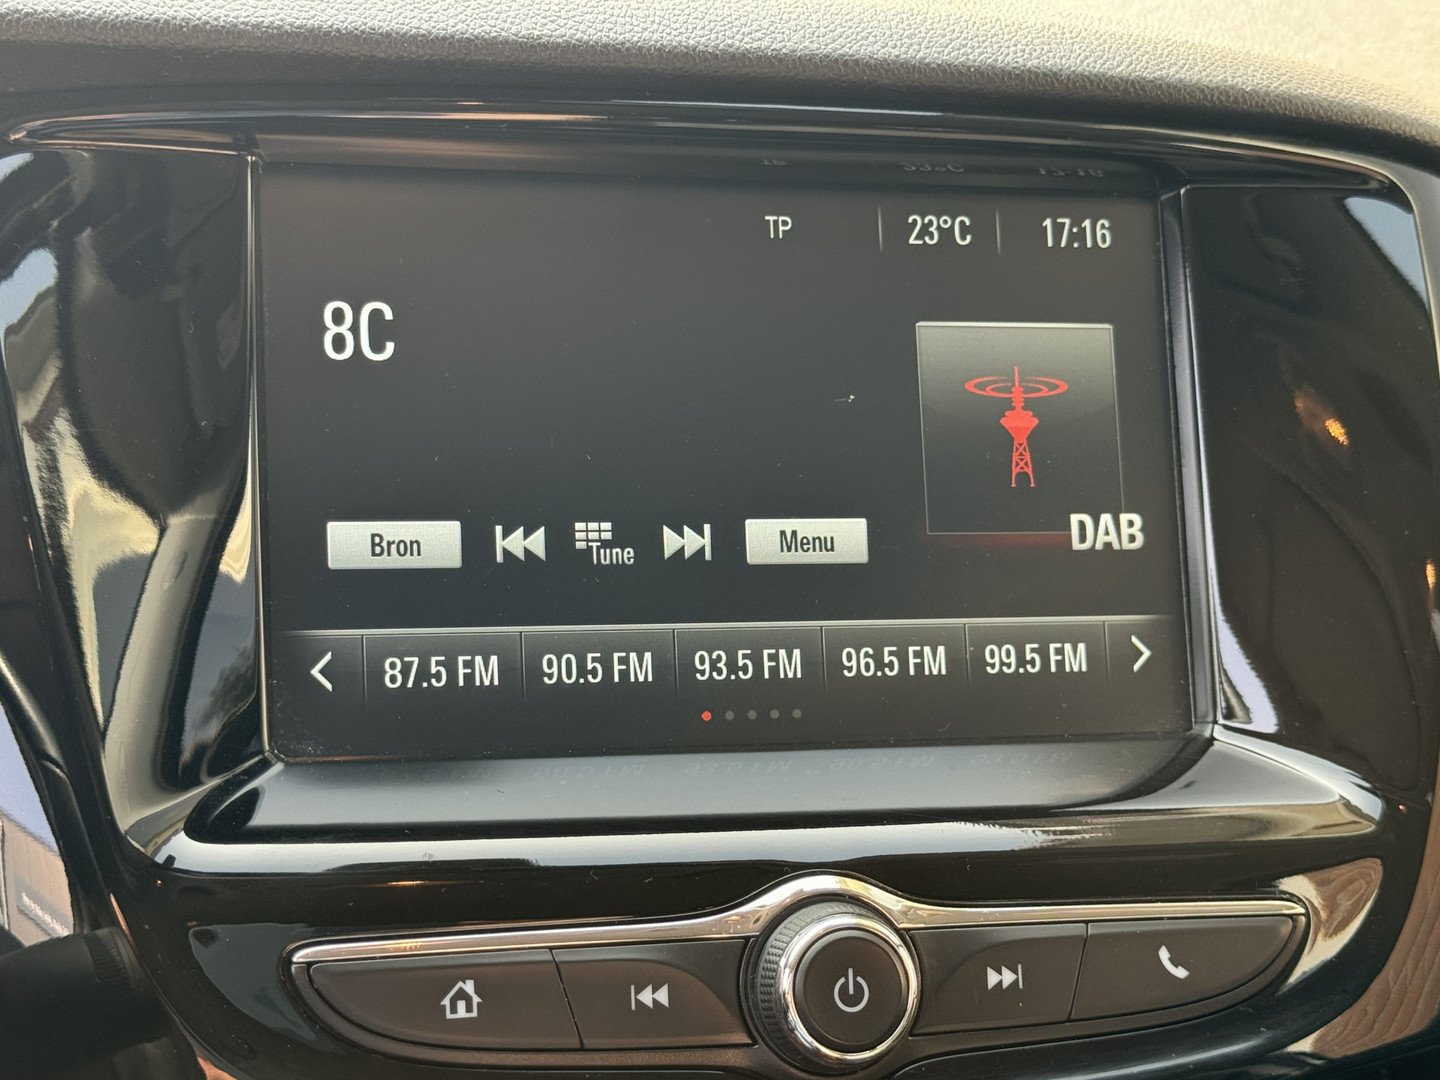 TP 23°C 17:16
8C
DAB
Bron Tune Menu
87.5 FM 90.5 FM 93.5 FM 96.5 FM 99.5 FM